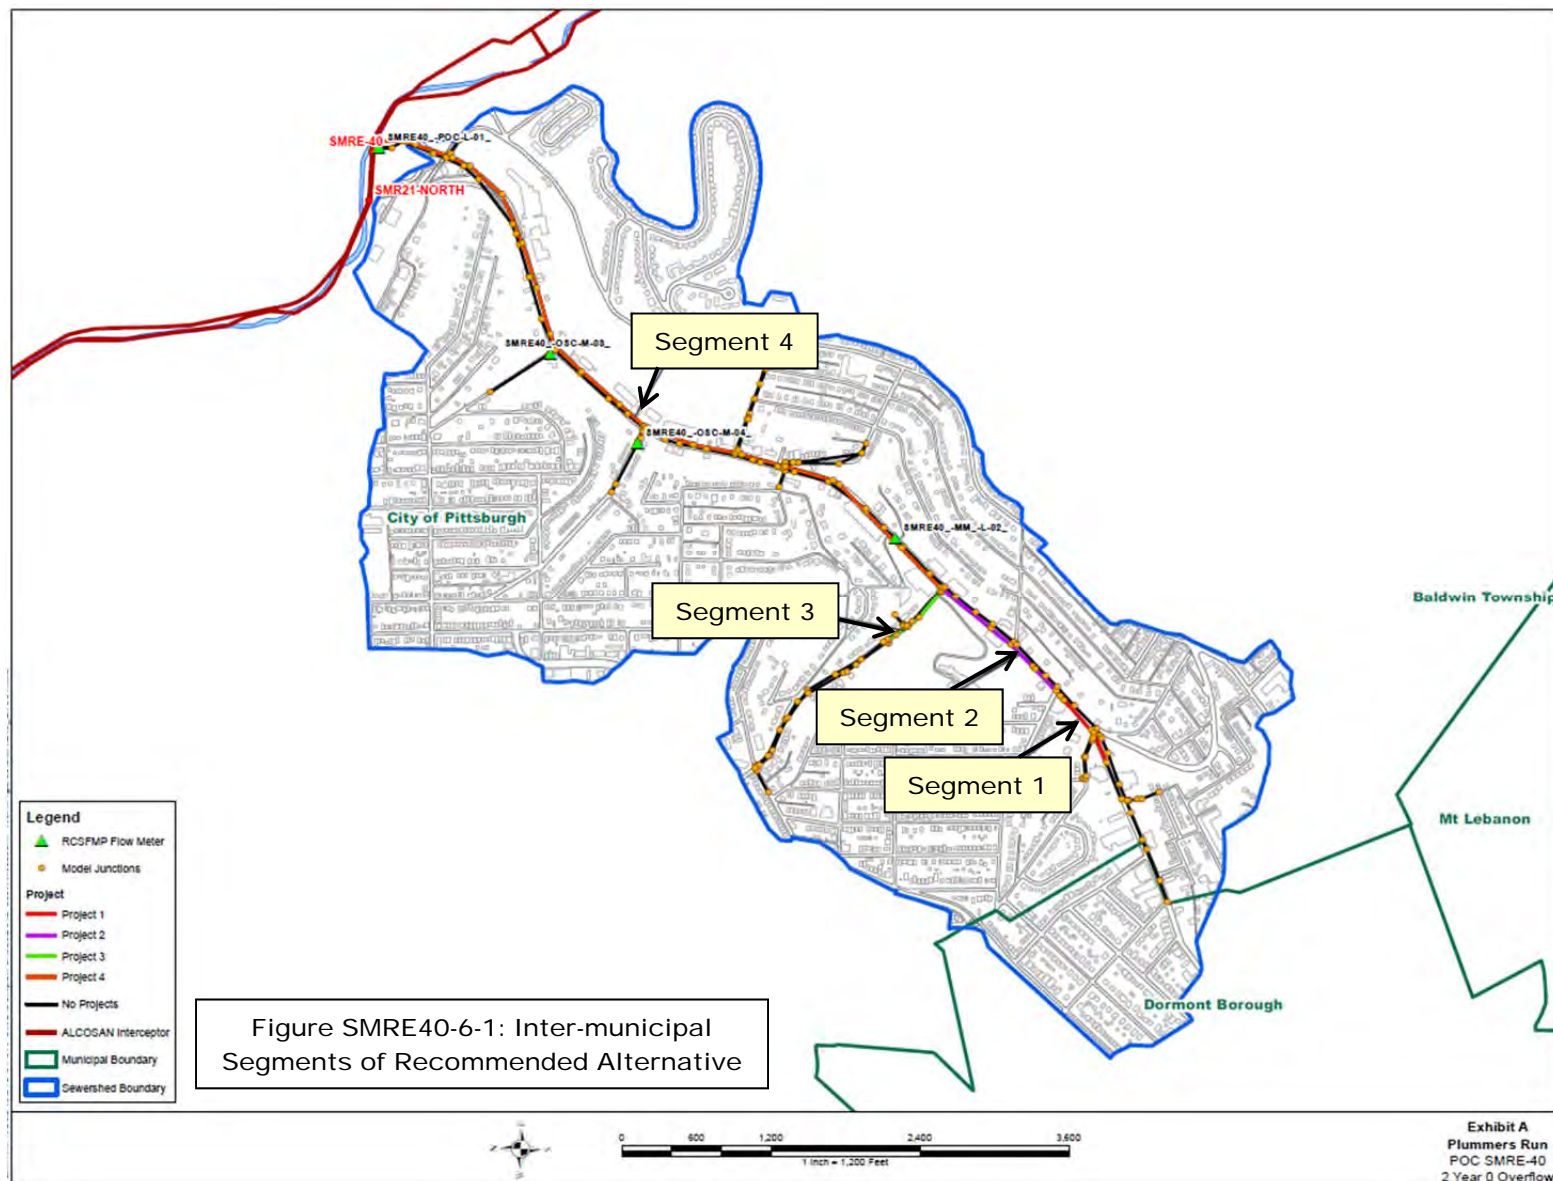 SMRE-40
SMRE40_-POC-L-01_
SMR21-NORTH
Segment 4
SMRE40_-OSC-M-03_
SMRE40_-OSC-M-04_
City of Pittsburgh
SMRE40_-MM_-L-02_
Segment 3
Baldwin Township
Segment 2
Segment 1
Mt Lebanon
Dormont Borough
Legend
RCSFMP Flow Meter
Model Junctions
Project
Project 1
Project 2
Project 3
Project 4
No Projects
ALCOSAN Interceptor
Municipal Boundary
Sewershed Boundary
Figure SMRE40-6-1: Inter-municipal
Segments of Recommended Alternative
0 600 1,200 2,400 3,600
1 Inch = 1,200 Feet
Exhibit A
Plummers Run
POC SMRE-40
2 Year 0 Overflow